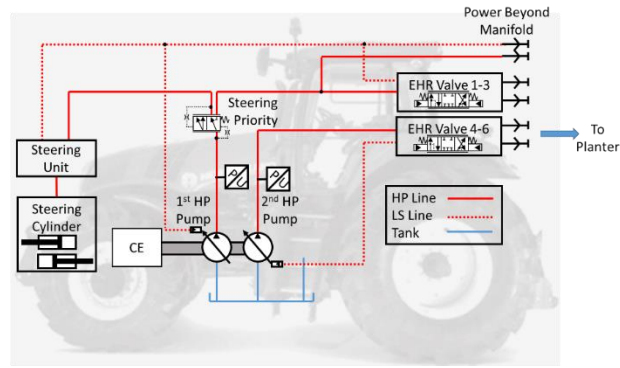 Power Beyond
Manifold
EHR Valve 1-3
Steering
Priority
EHR Valve 4-6
To
Planter
Steering
Unit
1st HP
Pump
2nd HP
Pump
HP Line
LS Line
Tank
Steering
Cylinder
CE